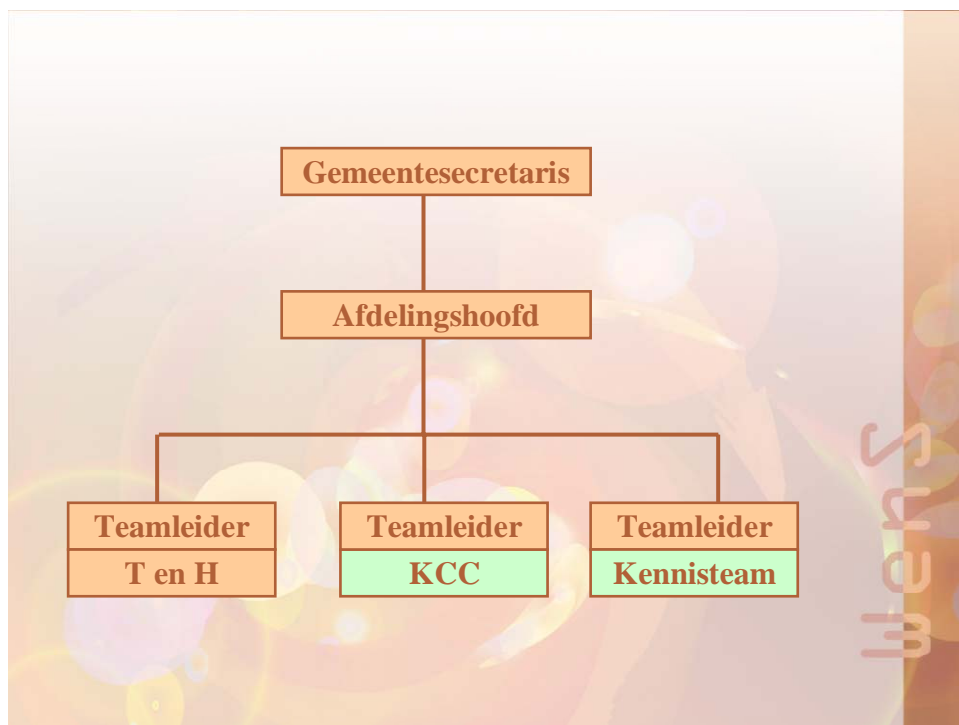 Gemeentesecretaris
Afdelingshoofd
Teamleider
T en H
Teamleider
KCC
Teamleider
Kennisteam
WenS